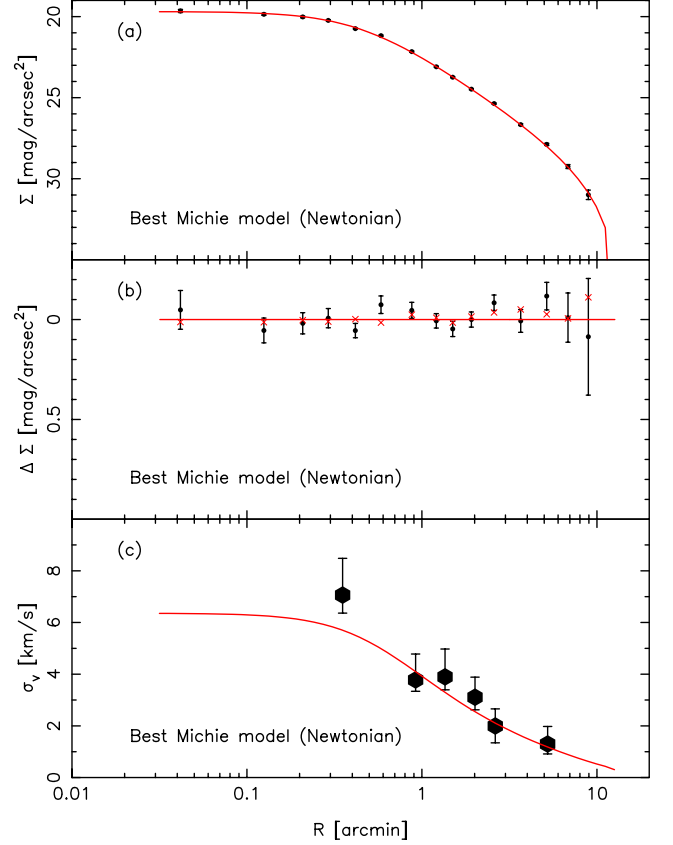 (a)
20
25
30
Σ [mag/arcsec²]
Best Michie model (Newtonian)
(b)
0
0.5
Δ Σ [mag/arcsec²]
Best Michie model (Newtonian)
(c)
8
6
4
2
0
σᵥ [km/s]
Best Michie model (Newtonian)
0.01 0.1 1 10
R [arcmin]